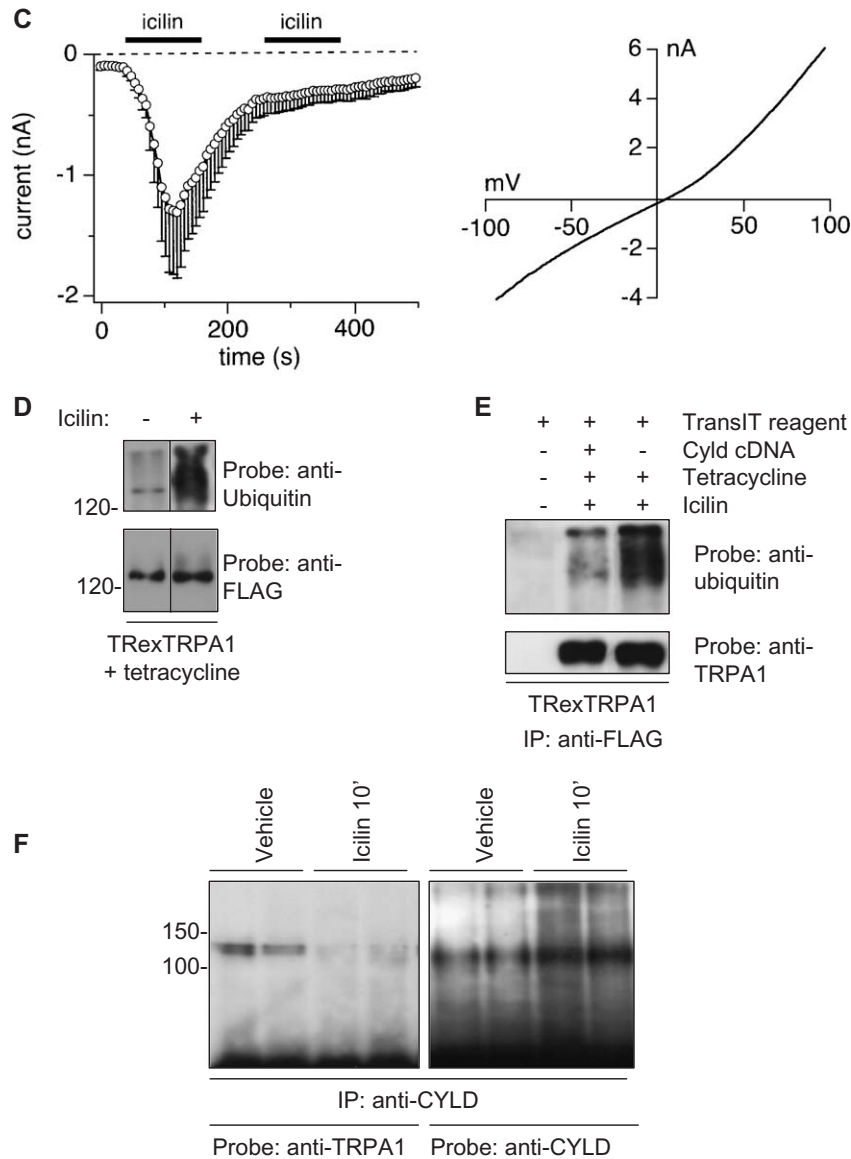 C
icilin icilin
0
-1
-2
current (nA)
0 200 400
time (s)
6 nA
4
2
mV
-100 -50 50 100
-2
-4
D
Icilin: - +
120-
Probe: anti-
Ubiquitin
120-
Probe: anti-
FLAG
TRexTRPA1
+ tetracycline
E
+ + + TransIT reagent
- + - Cyld cDNA
- + + Tetracycline
- + + Icilin
Probe: anti-
ubiquitin
Probe: anti-
TRPA1
TRexTRPA1
IP: anti-FLAG
F
Vehicle
Icilin 10'
Vehicle
Icilin 10'
150-
100-
IP: anti-CYLD
Probe: anti-TRPA1 Probe: anti-CYLD